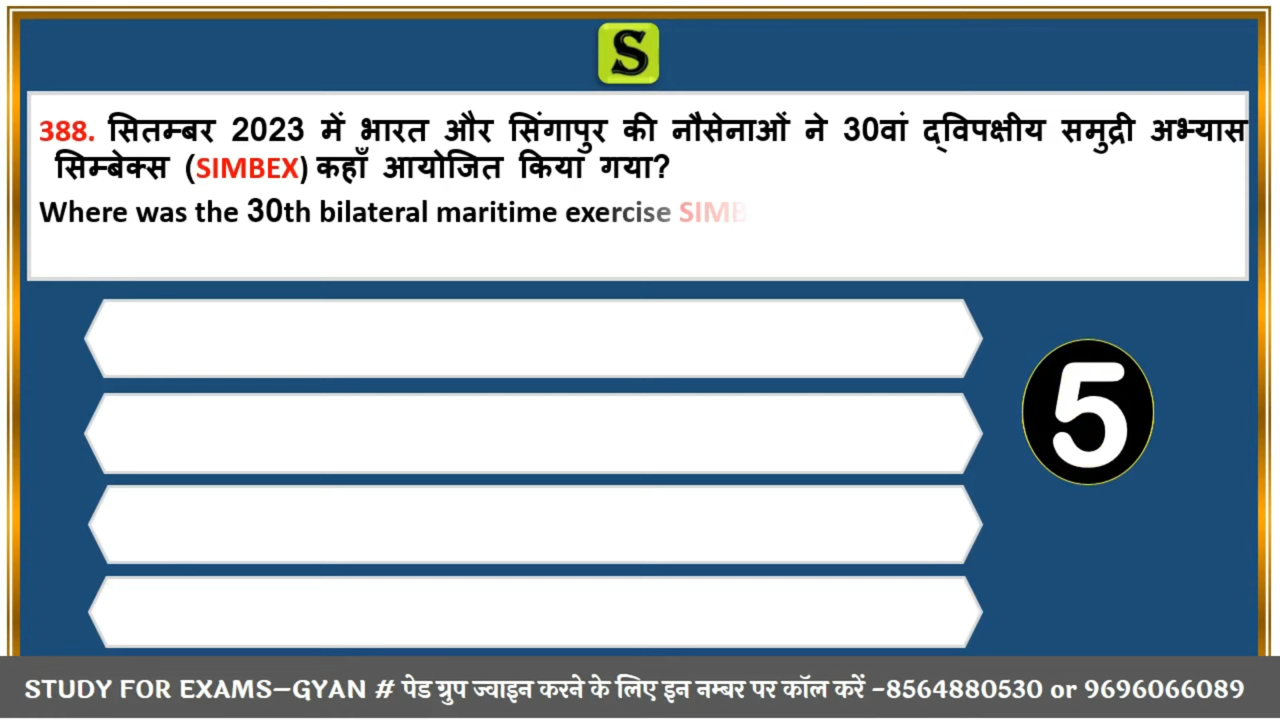 S
388. सितम्बर 2023 में भारत और सिंगापुर की नौसेनाओं ने 30वां द्विपक्षीय समुद्री अभ्यास
सिम्बेक्स (SIMBEX) कहाँ आयोजित किया गया?
Where was the 30th bilateral maritime exercise SIMB
5
STUDY FOR EXAMS–GYAN # पेड ग्रुप ज्वाइन करने के लिए इन नम्बर पर कॉल करें –8564880530 or 9696066089